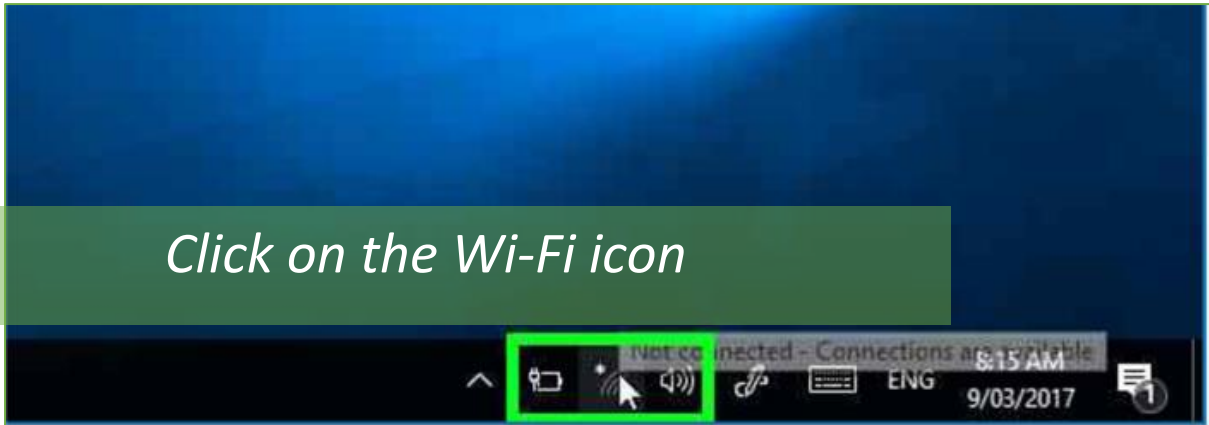 Click on the Wi-Fi icon
Not connected - Connections are available
ENG
8:15 AM
9/03/2017
1